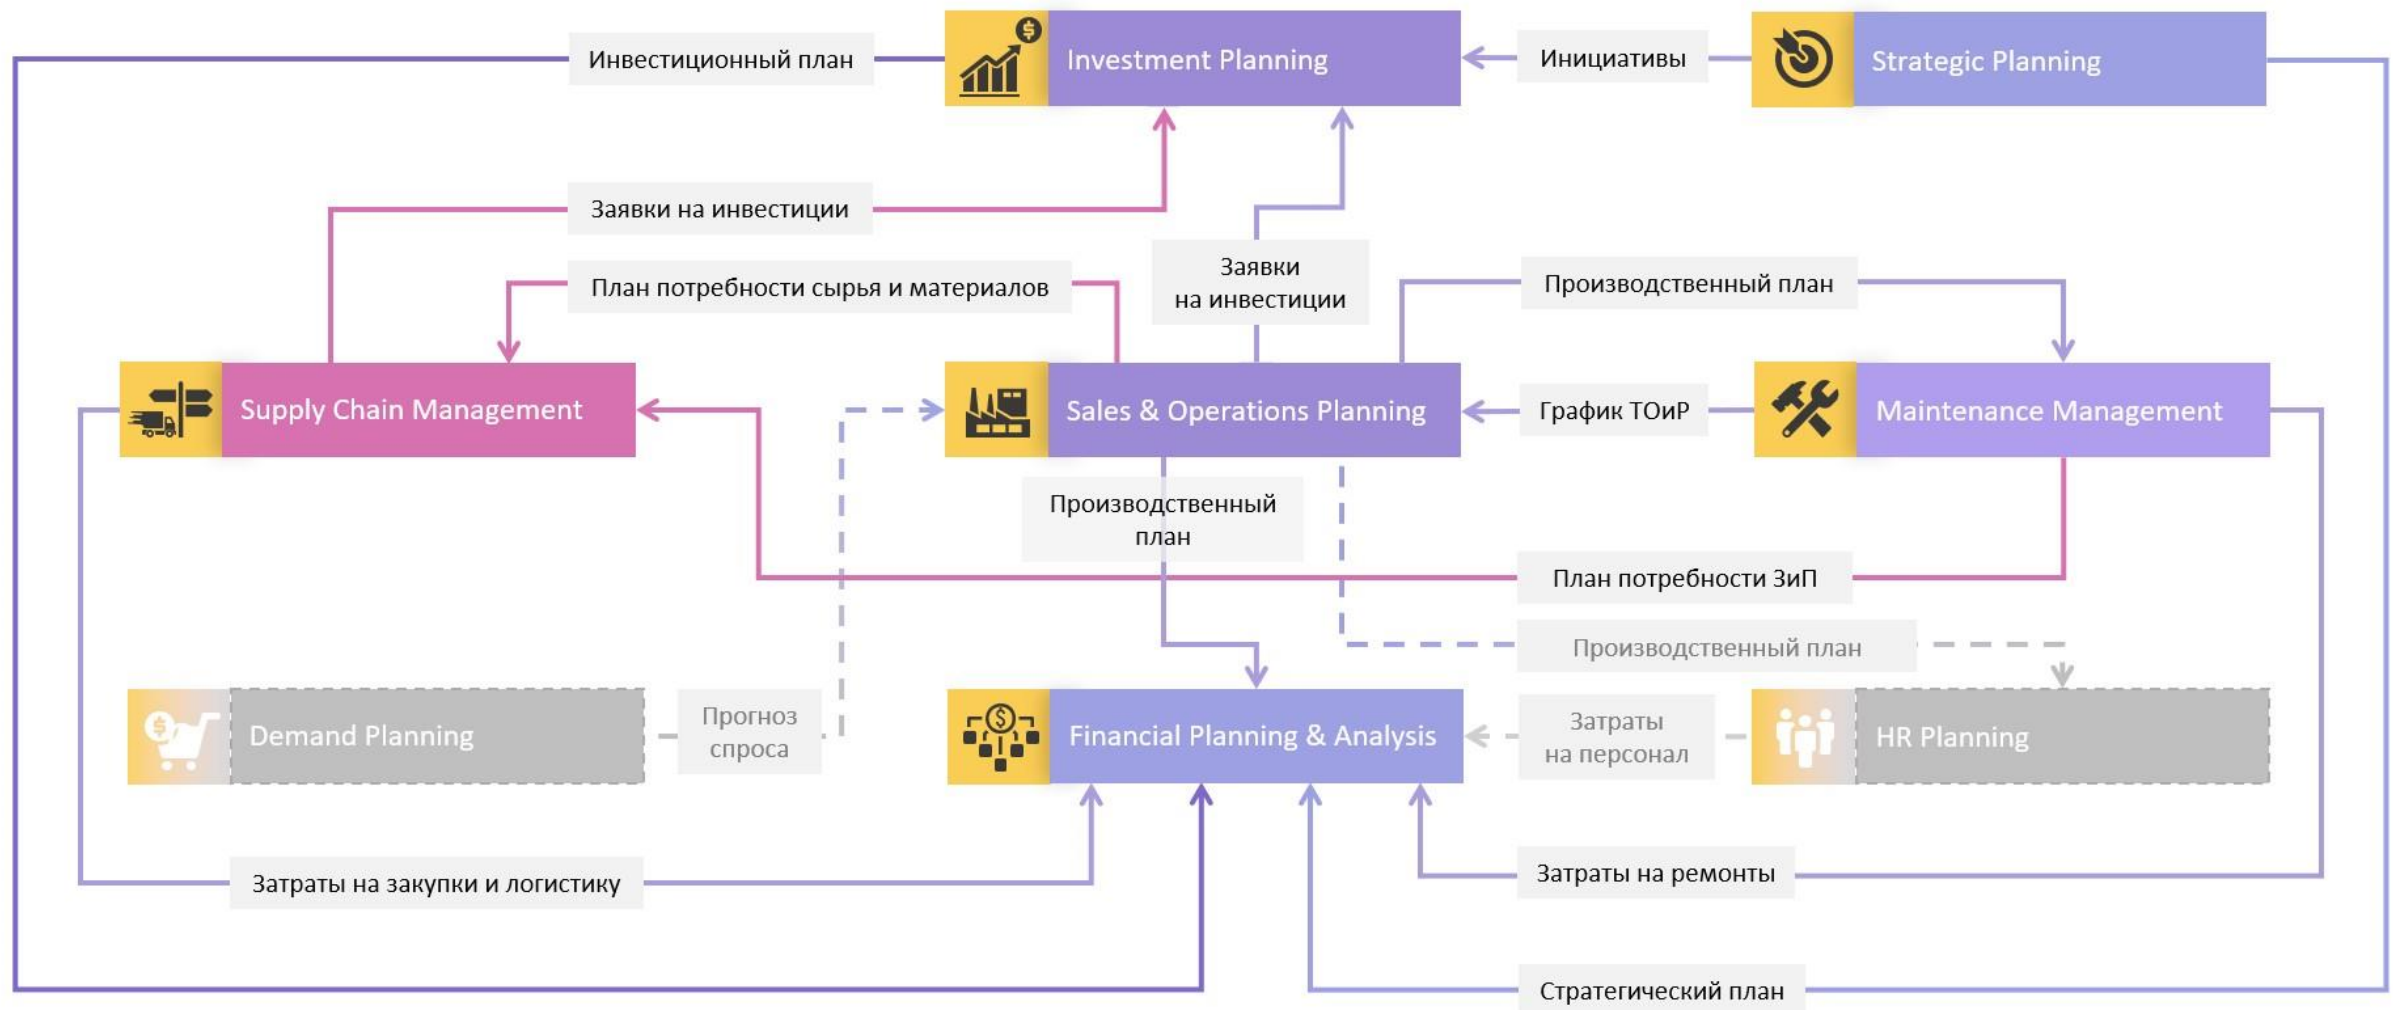 Инвестиционный план
Investment Planning
Инициативы
Strategic Planning
Заявки на инвестиции
План потребности сырья и материалов
Заявки
на инвестиции
Производственный план
Supply Chain Management
Sales & Operations Planning
График ТОиР
Maintenance Management
Производственный
план
План потребности ЗиП
Производственный план
Demand Planning
Прогноз
спроса
Financial Planning & Analysis
Затраты
на персонал
HR Planning
Затраты на закупки и логистику
Затраты на ремонты
Стратегический план